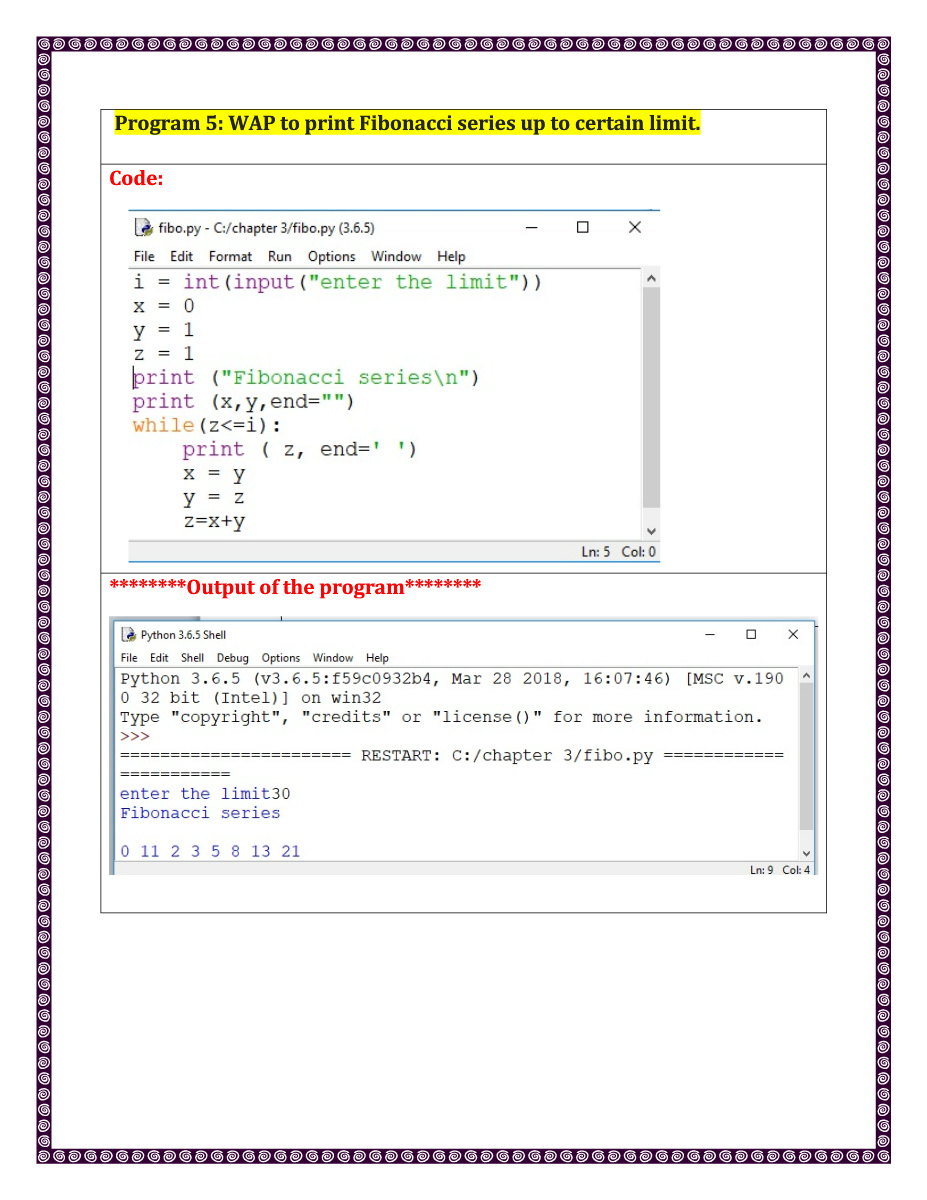 Program 5: WAP to print Fibonacci series up to certain limit.
Code:
fibo.py - C:/chapter 3/fibo.py (3.6.5)
File Edit Format Run Options Window Help
i = int(input("enter the limit"))
x = 0
y = 1
z = 1
print ("Fibonacci series\n")
print (x,y,end="")
while(z<=i):
    print ( z, end=' ')
    x = y
    y = z
    z=x+y
Ln: 5 Col: 0
********Output of the program********
Python 3.6.5 Shell
File Edit Shell Debug Options Window Help
Python 3.6.5 (v3.6.5:f59c0932b4, Mar 28 2018, 16:07:46) [MSC v.190
0 32 bit (Intel)] on win32
Type "copyright", "credits" or "license()" for more information.
>>>
======================= RESTART: C:/chapter 3/fibo.py ============
===========
enter the limit30
Fibonacci series
0 11 2 3 5 8 13 21
Ln: 9 Col: 4